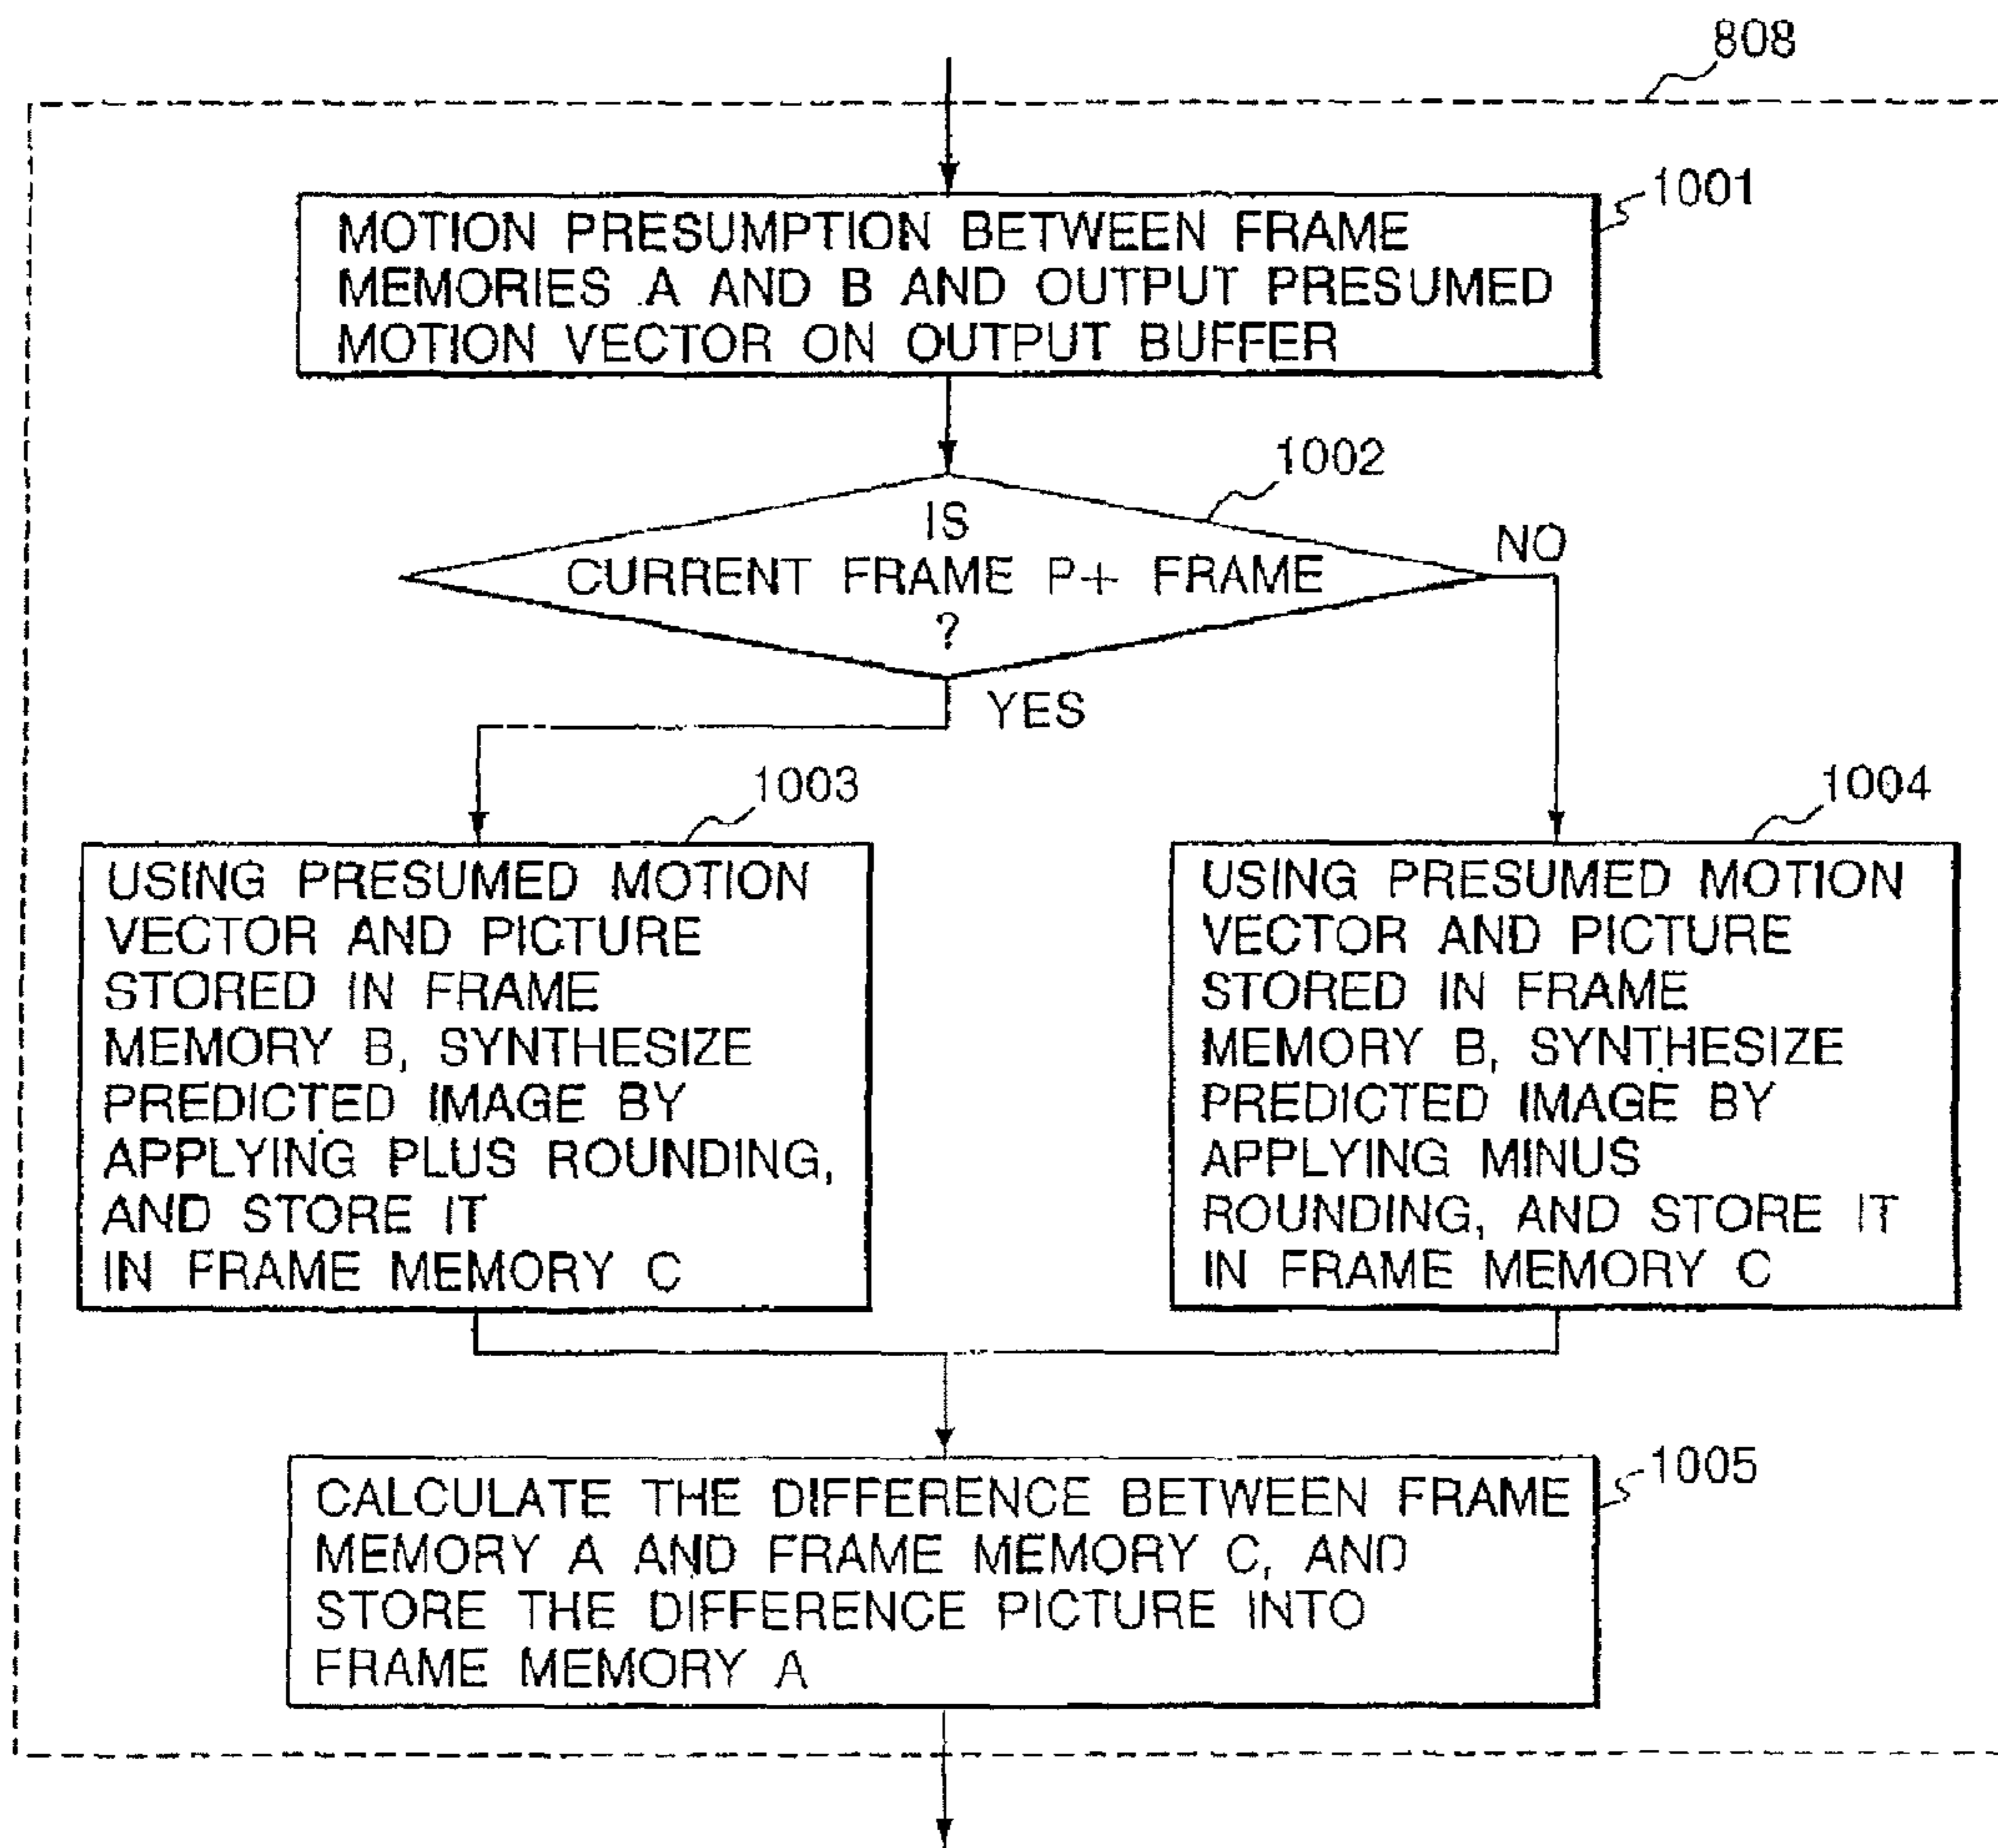 808
1001
MOTION PRESUMPTION BETWEEN FRAME
MEMORIES A AND B AND OUTPUT PRESUMED
MOTION VECTOR ON OUTPUT BUFFER
1002
IS
CURRENT FRAME P+ FRAME
?
NO
YES
1003
USING PRESUMED MOTION
VECTOR AND PICTURE
STORED IN FRAME
MEMORY B, SYNTHESIZE
PREDICTED IMAGE BY
APPLYING PLUS ROUNDING,
AND STORE IT
IN FRAME MEMORY C
1004
USING PRESUMED MOTION
VECTOR AND PICTURE
STORED IN FRAME
MEMORY B, SYNTHESIZE
PREDICTED IMAGE BY
APPLYING MINUS
ROUNDING, AND STORE IT
IN FRAME MEMORY C
1005
CALCULATE THE DIFFERENCE BETWEEN FRAME
MEMORY A AND FRAME MEMORY C, AND
STORE THE DIFFERENCE PICTURE INTO
FRAME MEMORY A